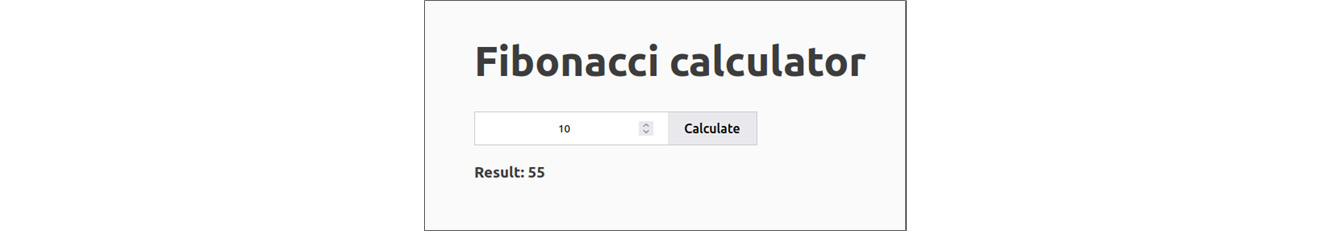 Fibonacci calculator
10 Calculate
Result: 55